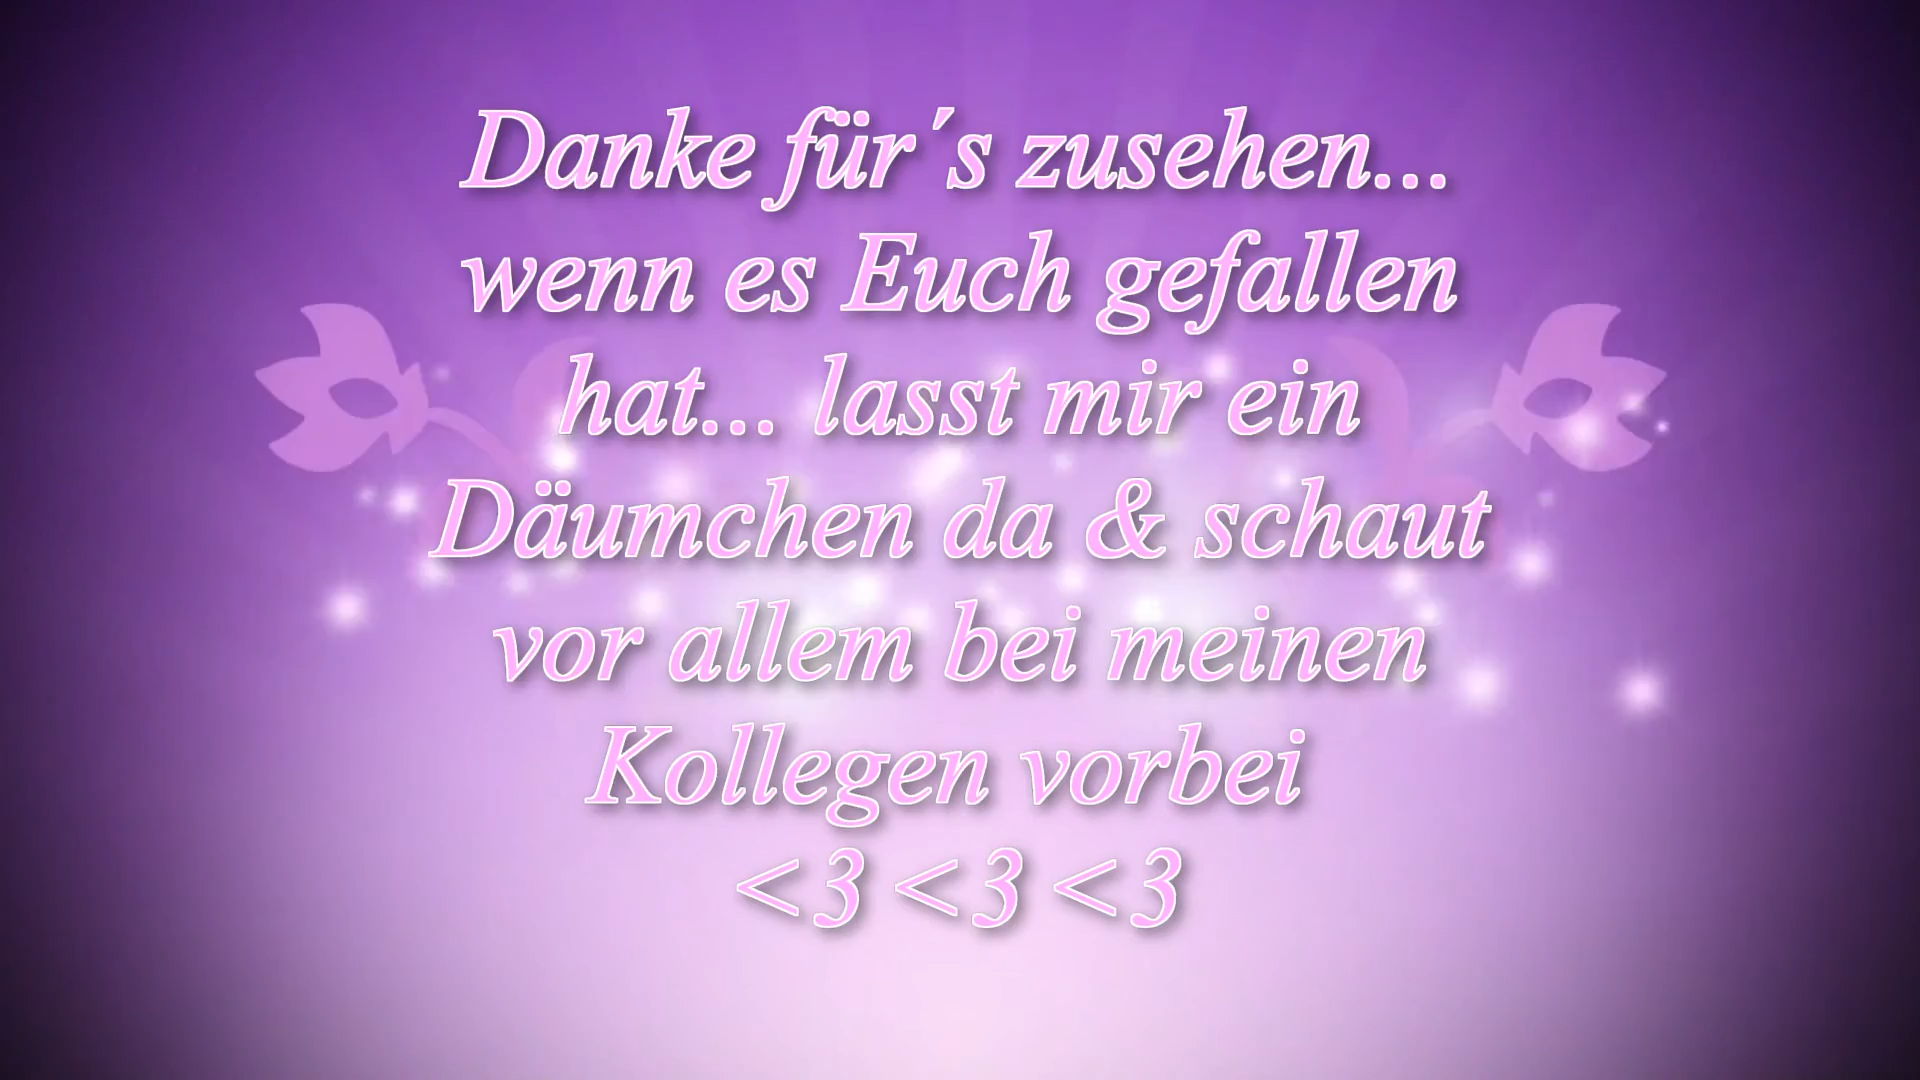 Danke für´s zusehen...
wenn es Euch gefallen
hat... lasst mir ein
Däumchen da & schaut
vor allem bei meinen
Kollegen vorbei
<3 <3 <3